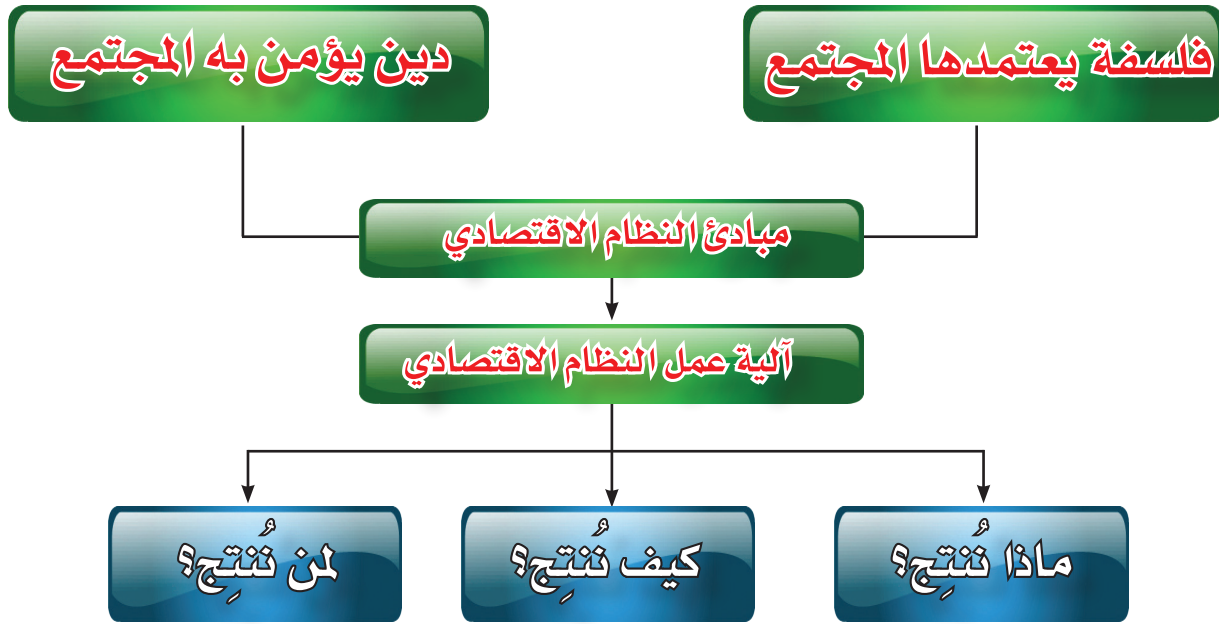 فلسفة يعتمدها المجتمع
دين يؤمن به المجتمع
مبادئ النظام الاقتصادي
آلية عمل النظام الاقتصادي
ماذا نُنتِج؟
كيف نُنتِج؟
لمن نُنتِج؟